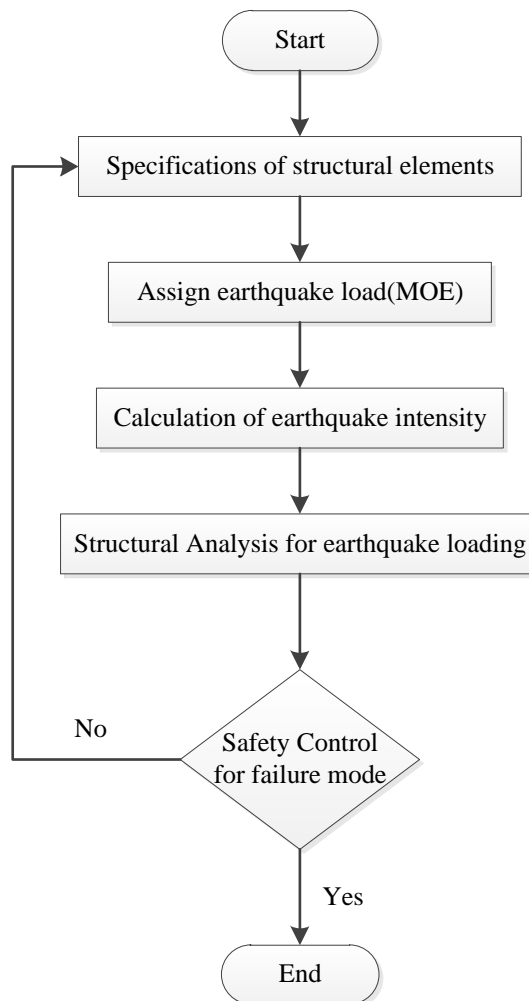 Start
Specifications of structural elements
Assign earthquake load(MOE)
Calculation of earthquake intensity
Structural Analysis for earthquake loading
No
Safety Control
for failure mode
Yes
End